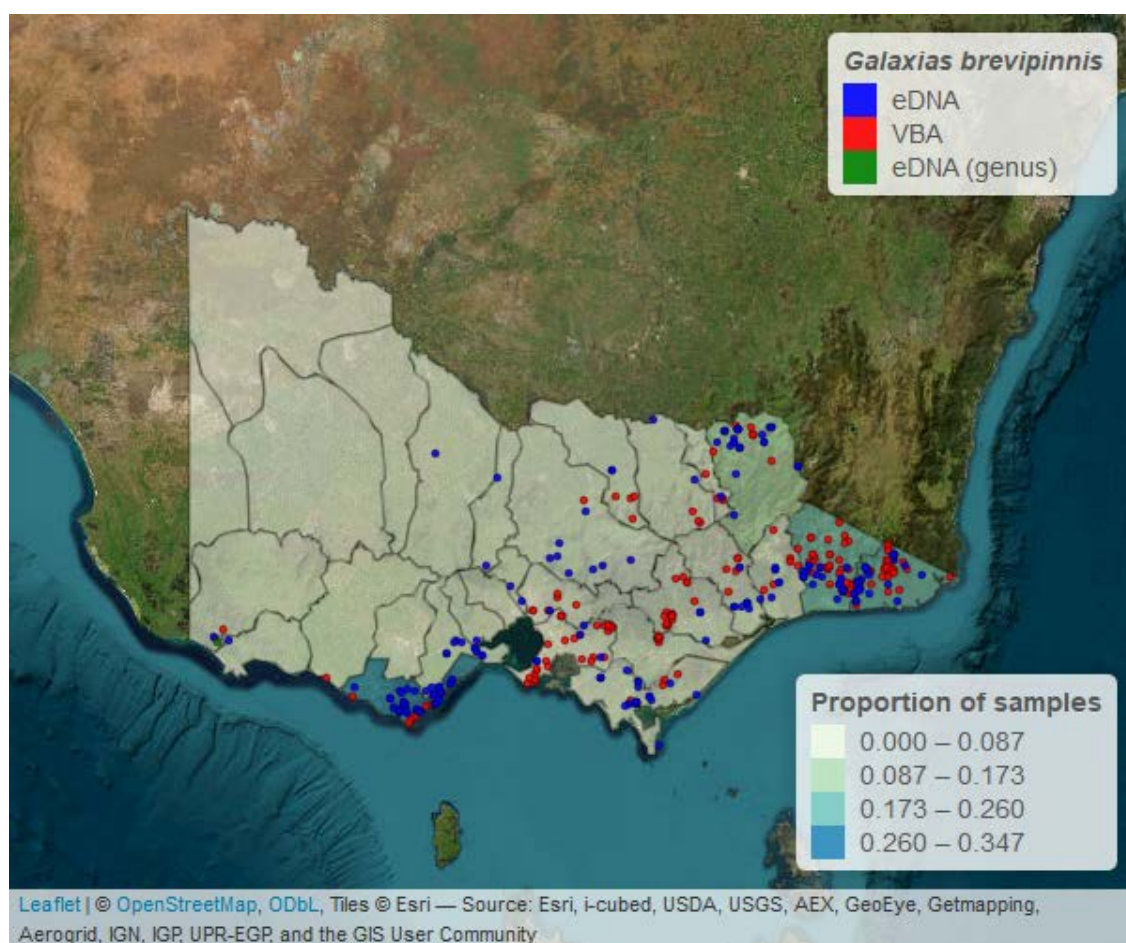 Galaxias brevipinnis
eDNA
VBA
eDNA (genus)
Proportion of samples
0.000 – 0.087
0.087 – 0.173
0.173 – 0.260
0.260 – 0.347
Leaflet | © OpenStreetMap, ODbL, Tiles © Esri — Source: Esri, i-cubed, USDA, USGS, AEX, GeoEye, Getmapping,
Aerogrid, IGN, IGP, UPR-EGP, and the GIS User Community